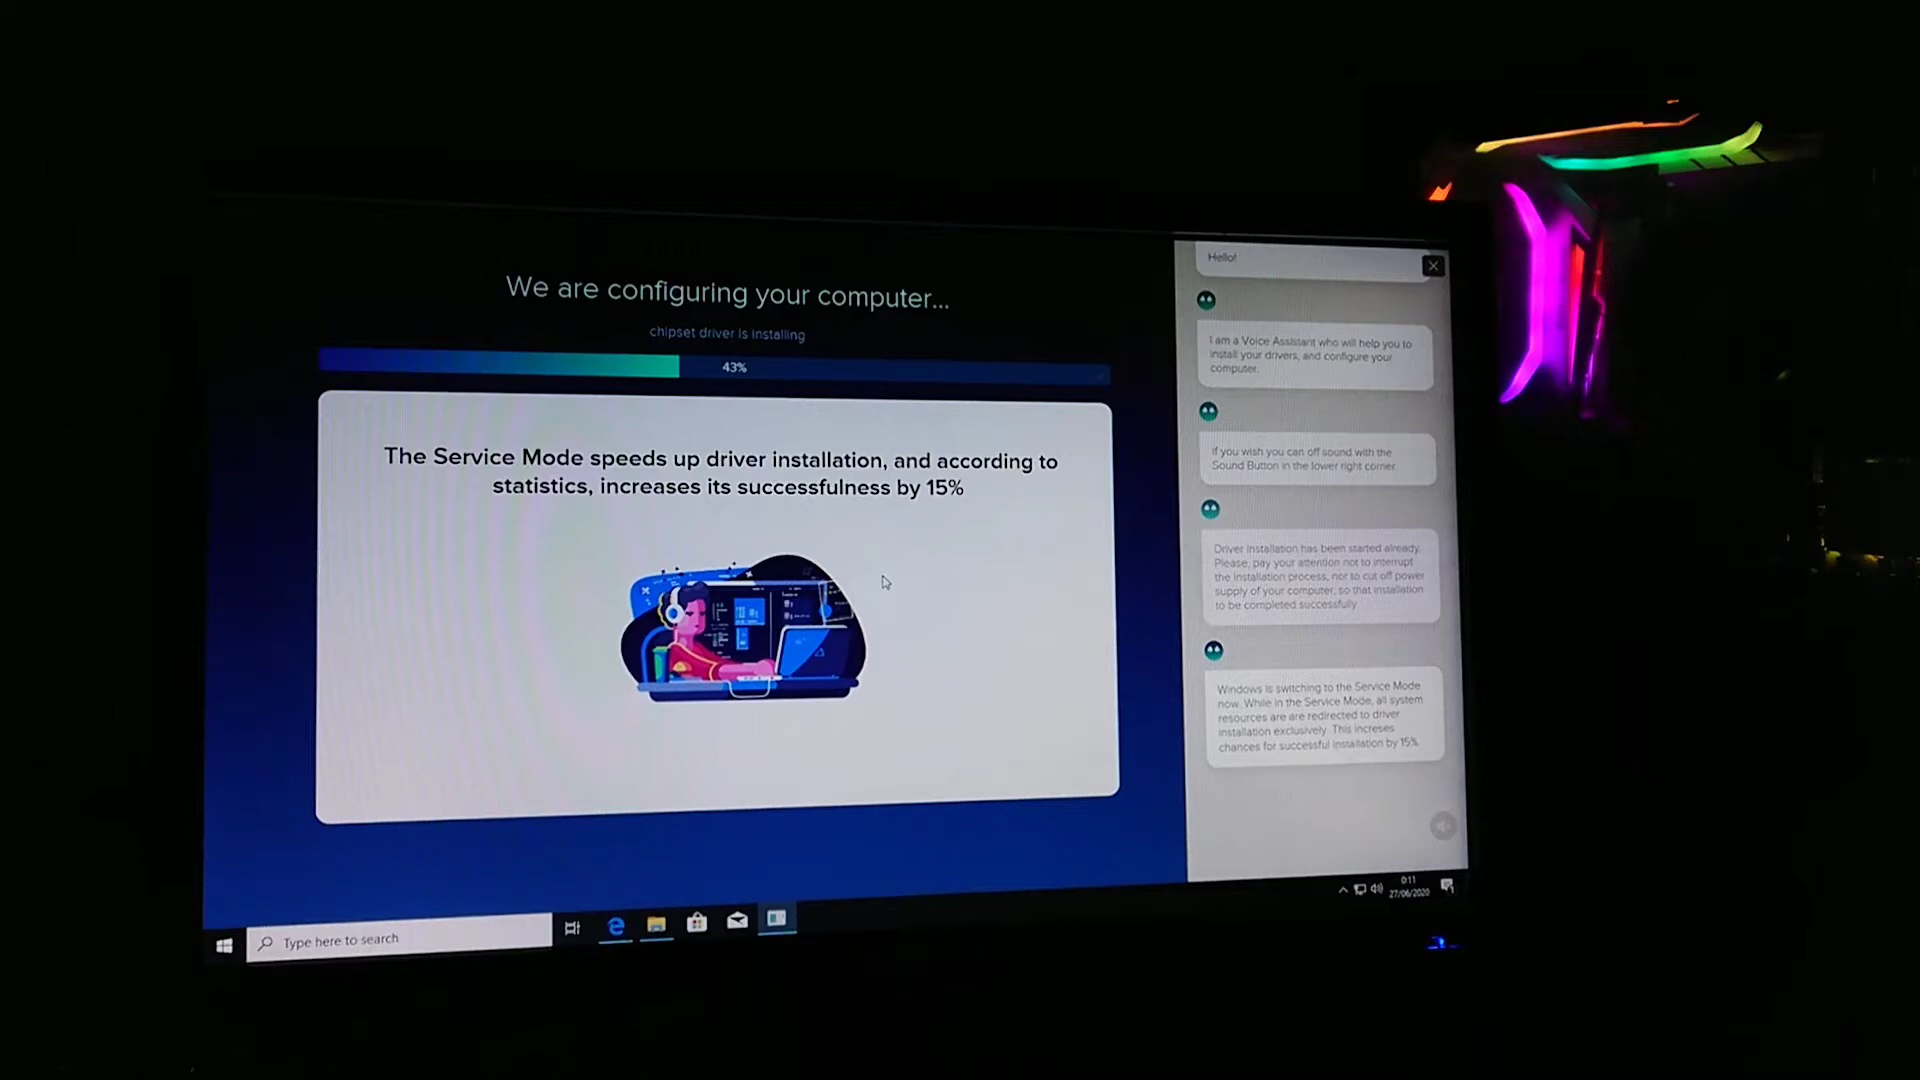 We are configuring your computer...
chipset driver is installing
43%
The Service Mode speeds up driver installation, and according to
statistics, increases its successfulness by 15%
Hello!
I am a Voice Assistant who will help you to
install your drivers, and configure your
computer.
If you wish you can off sound with the
Sound Button in the lower right corner.
Driver Installation has been started already.
Please, pay your attention not to interrupt
the installation process, nor to cut off power
supply of your computer, so that installation
to be completed successfully
Windows is switching to the Service Mode
now. While in the Service Mode, all system
resources are are redirected to driver
installation exclusively. This increses
chances for successful installation by 15%
Type here to search
0:11
27/06/2020